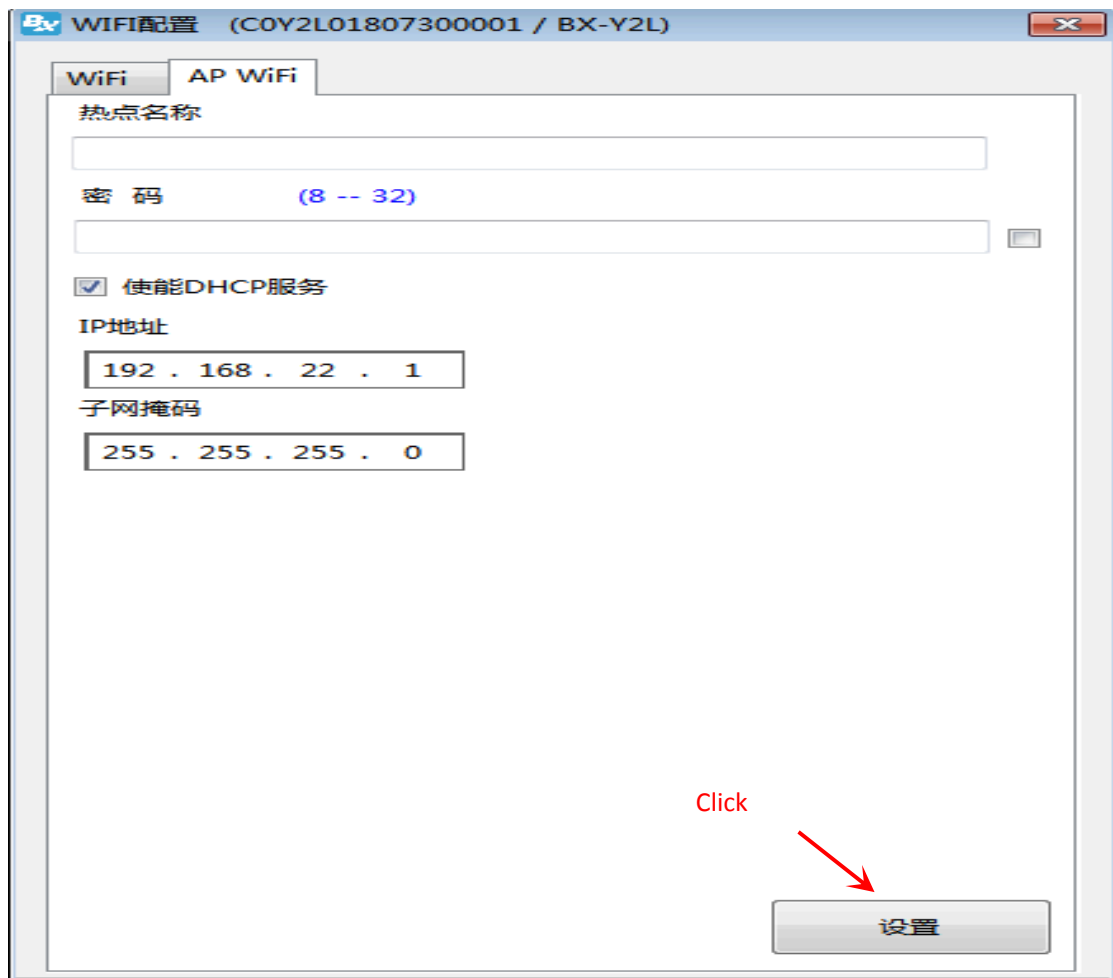 BX WIFI配置 (C0Y2L01807300001 / BX-Y2L)
WiFi AP WiFi
热点名称
密 码 (8 -- 32)
使能DHCP服务
IP地址
192 . 168 . 22 . 1
子网掩码
255 . 255 . 255 . 0
Click
设置